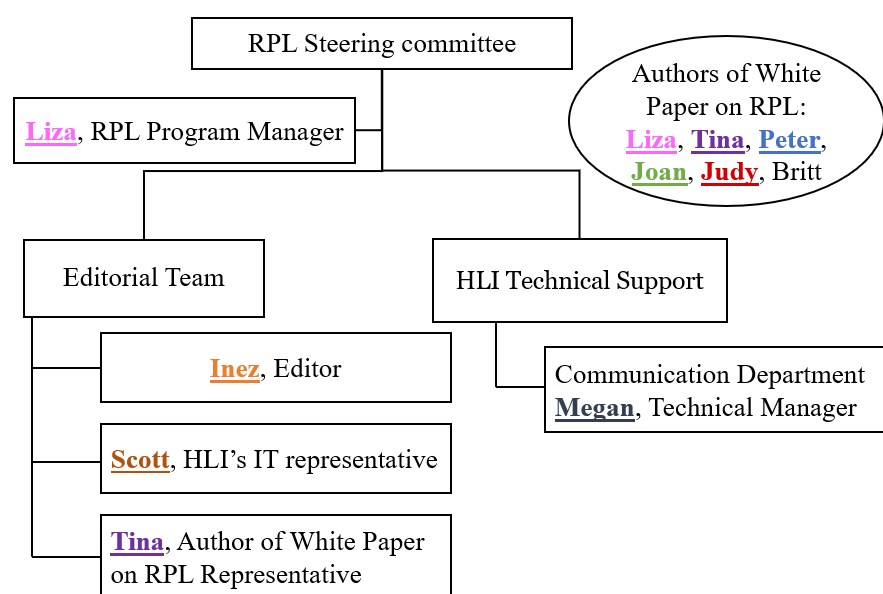 RPL Steering committee
Authors of White
Paper on RPL:
Liza, Tina, Peter,
Joan, Judy, Britt
Liza, RPL Program Manager
Editorial Team
HLI Technical Support
Inez, Editor
Scott, HLI's IT representative
Tina, Author of White Paper
on RPL Representative
Communication Department
Megan, Technical Manager